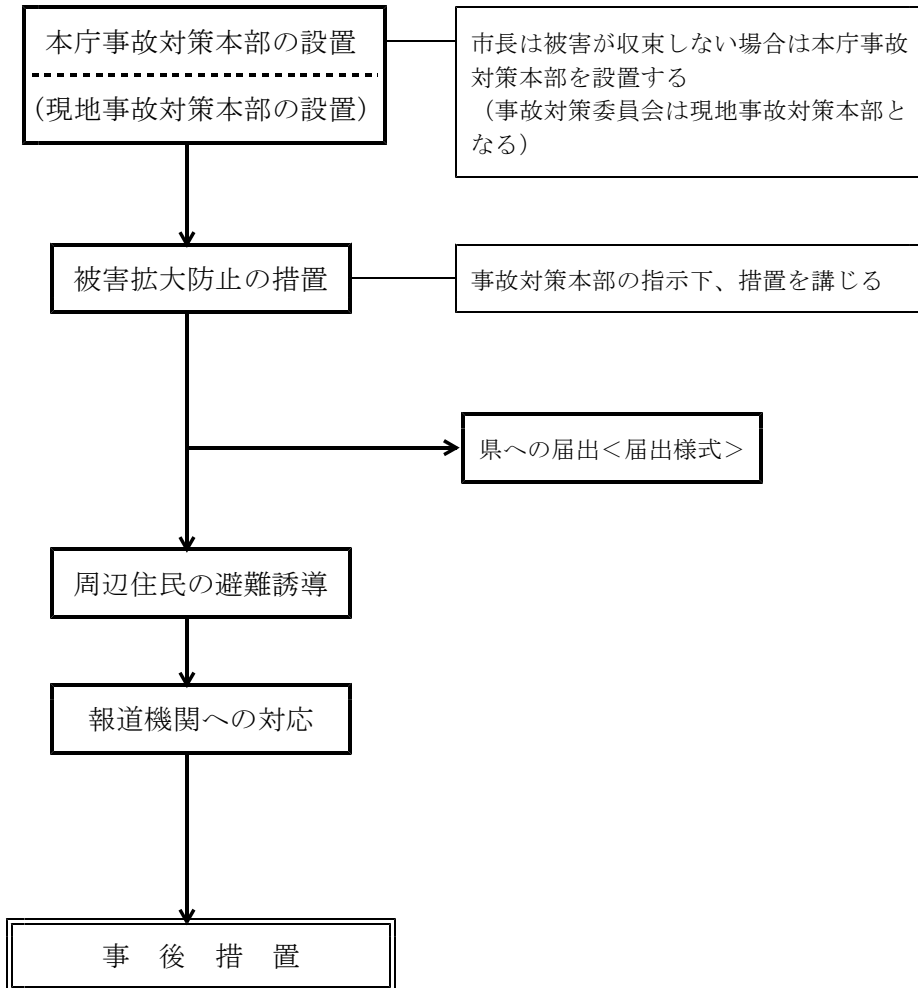 本庁事故対策本部の設置
(現地事故対策本部の設置)
市長は被害が収束しない場合は本庁事故
対策本部を設置する
（事故対策委員会は現地事故対策本部と
なる）
被害拡大防止の措置
事故対策本部の指示下、措置を講じる
県への届出＜届出様式＞
周辺住民の避難誘導
報道機関への対応
事　後　措　置